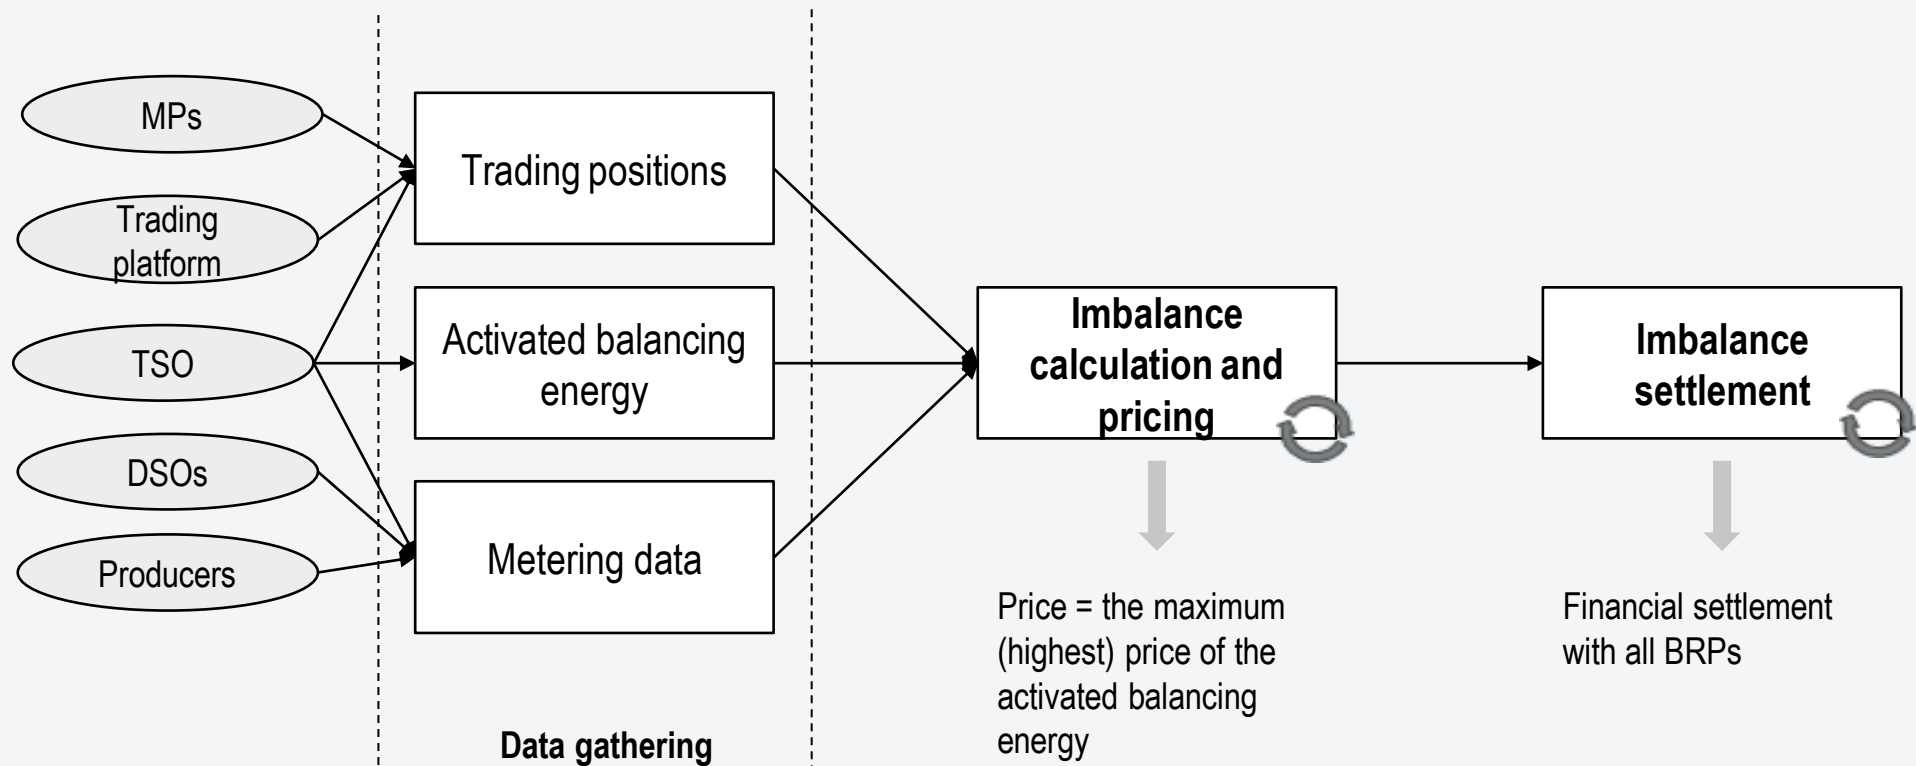 MPs
Trading
platform
TSO
DSOs
Producers
Trading positions
Activated balancing
energy
Metering data
Data gathering
Imbalance
calculation and
pricing
Price = the maximum
(highest) price of the
activated balancing
energy
Imbalance
settlement
Financial settlement
with all BRPs